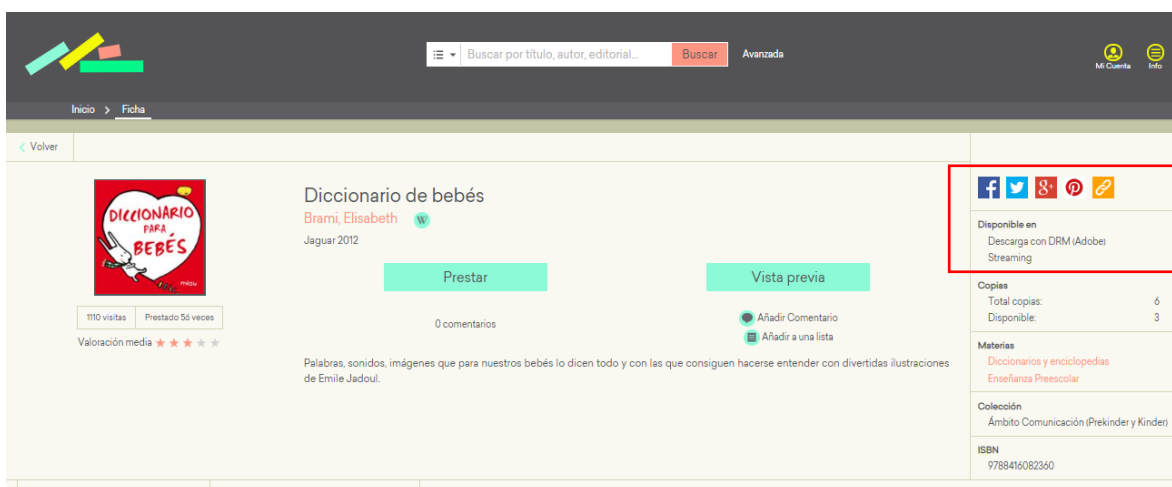 Buscar por título, autor, editorial...
Buscar
Avanzada
Mi Cuenta
Info
Inicio > Ficha
< Volver
DICCIONARIO
PARA
BEBÉS
miau
1110 visitas
Prestado 56 veces
Valoración media
Diccionario de bebés
Brami, Elisabeth
W
Jaguar 2012
Prestar
Vista previa
0 comentarios
Añadir Comentario
Añadir a una lista
Palabras, sonidos, imágenes que para nuestros bebés lo dicen todo y con las que consiguen hacerse entender con divertidas ilustraciones
de Emile Jadoul.
Disponible en
Descarga con DRM (Adobe)
Streaming
Copias
Total copias: 6
Disponible: 3
Materias
Diccionarios y enciclopedias
Enseñanza Preescolar
Colección
Ámbito Comunicación (Prekinder y Kinder)
ISBN
9788416082360